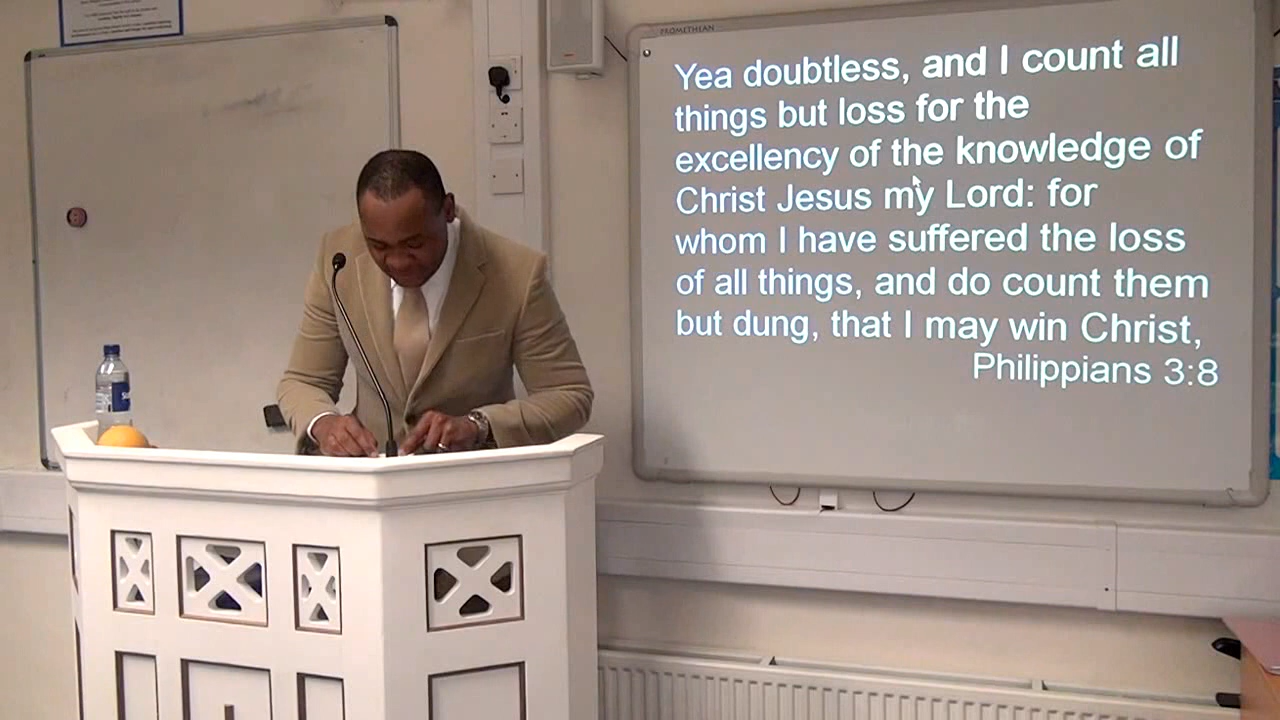 PROMETHEAN
Yea doubtless, and I count all
things but loss for the
excellency of the knowledge of
Christ Jesus my Lord: for
whom I have suffered the loss
of all things, and do count them
but dung, that I may win Christ,
Philippians 3:8